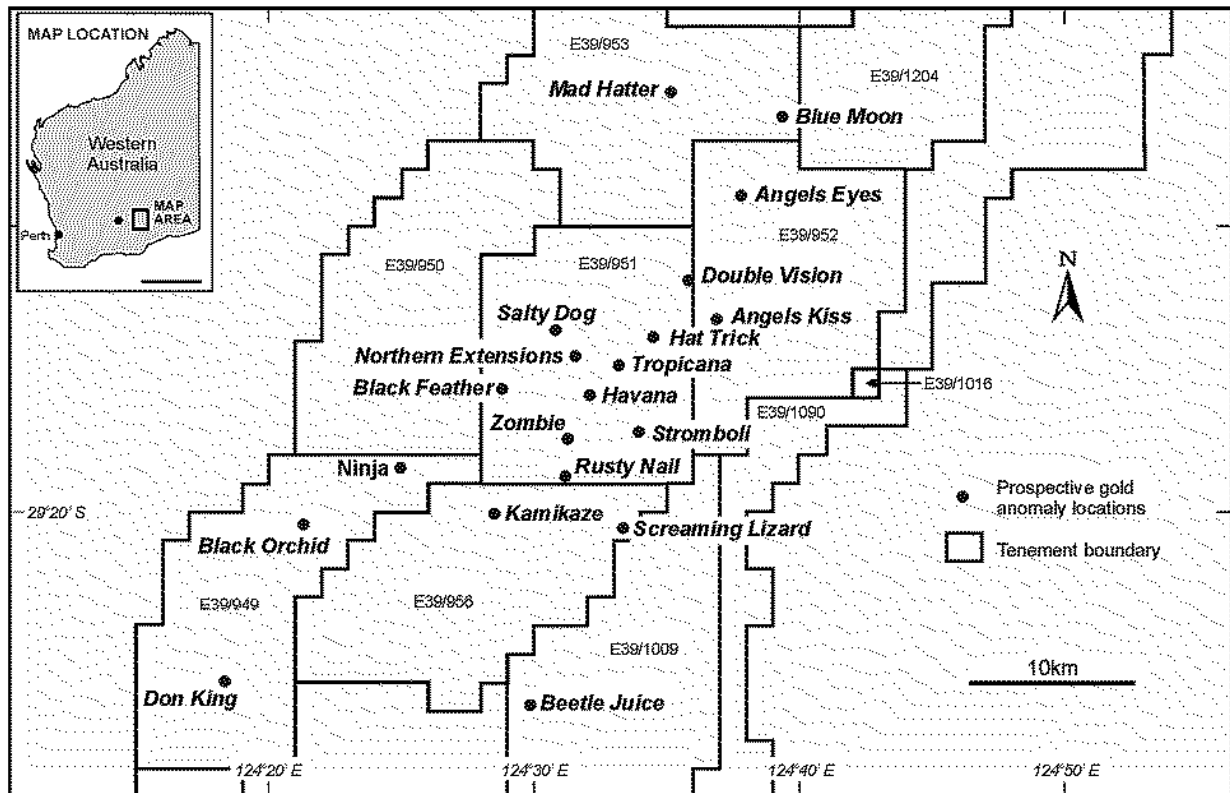 MAP LOCATION
Western
Australia
MAP
AREA
Perth
E39/953
E39/1204
Mad Hatter
Blue Moon
Angels Eyes
E39/952
E39/950
E39/951
Double Vision
N
Salty Dog
Angels Kiss
Hat Trick
Northern Extensions
Tropicana
Black Feather
Havana
E39/1016
E39/1090
Zombie
Stromboli
Ninja
Rusty Nail
29°20' S
Kamikaze
Screaming Lizard
Black Orchid
Prospective gold
anomaly locations
Tenement boundary
E39/949
E39/956
E39/1009
10km
Don King
Beetle Juice
124°20' E
124°30' E
124°40' E
124°50' E